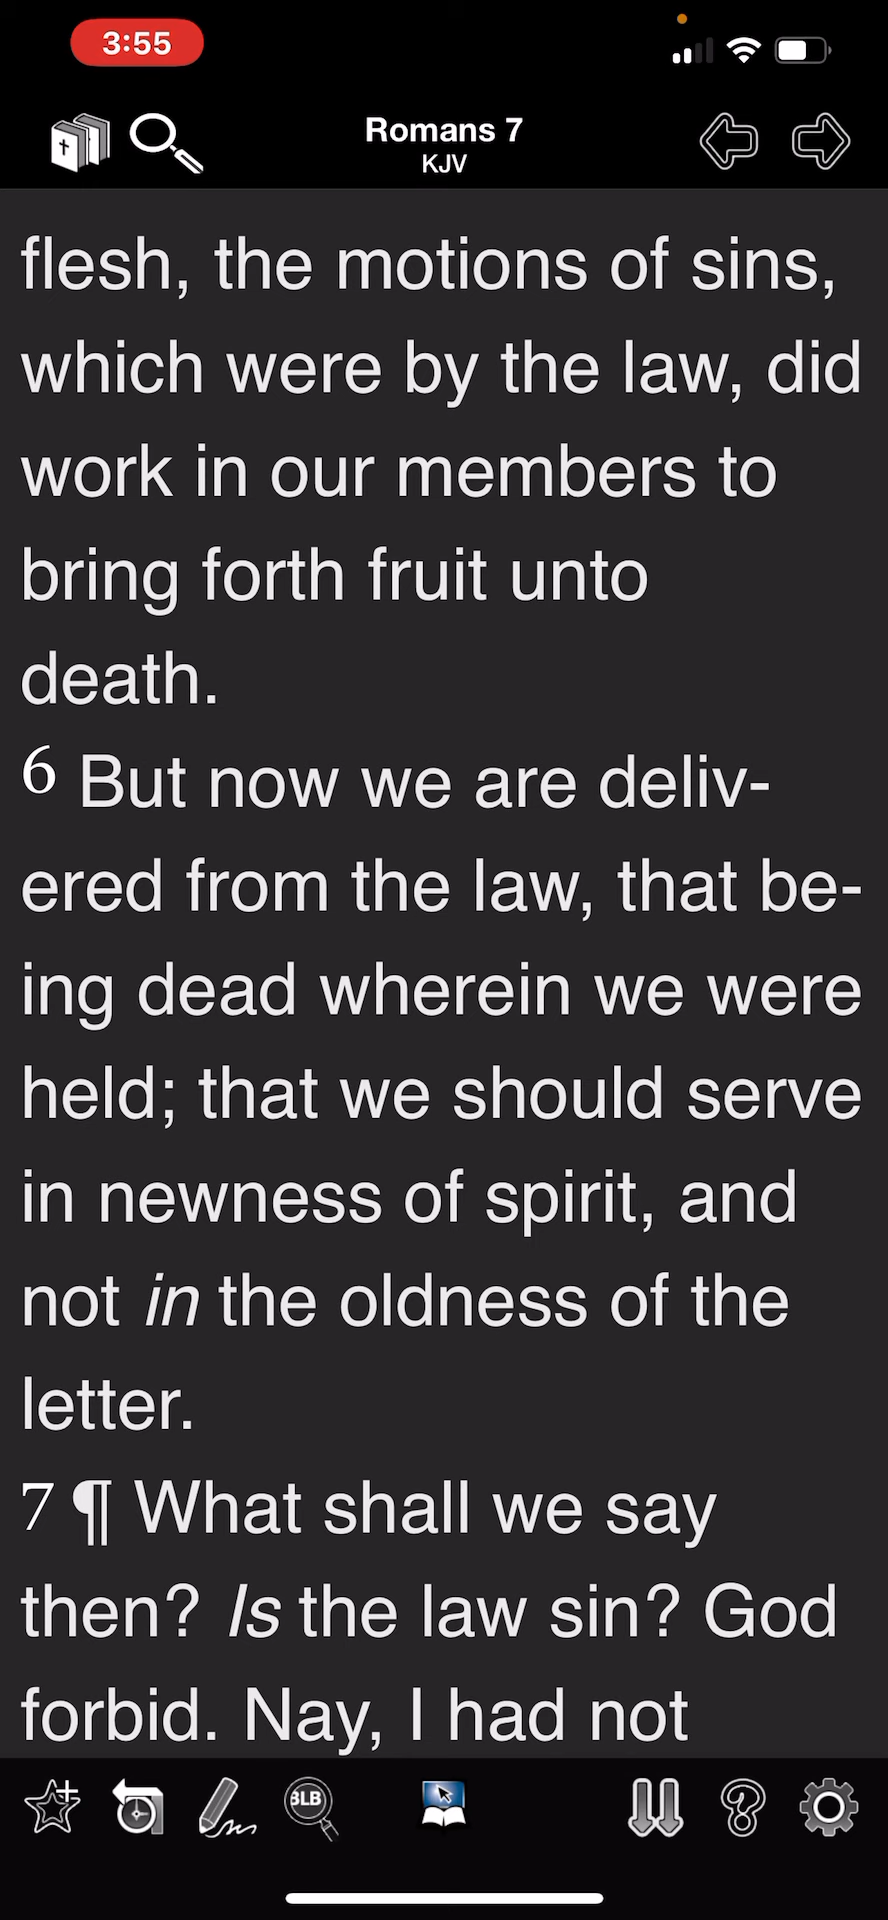 3:55
Romans 7
KJV
flesh, the motions of sins,
which were by the law, did
work in our members to
bring forth fruit unto
death.
6 But now we are deliv-
ered from the law, that be-
ing dead wherein we were
held; that we should serve
in newness of spirit, and
not in the oldness of the
letter.
7 ¶ What shall we say
then? Is the law sin? God
forbid. Nay, I had not
BLB